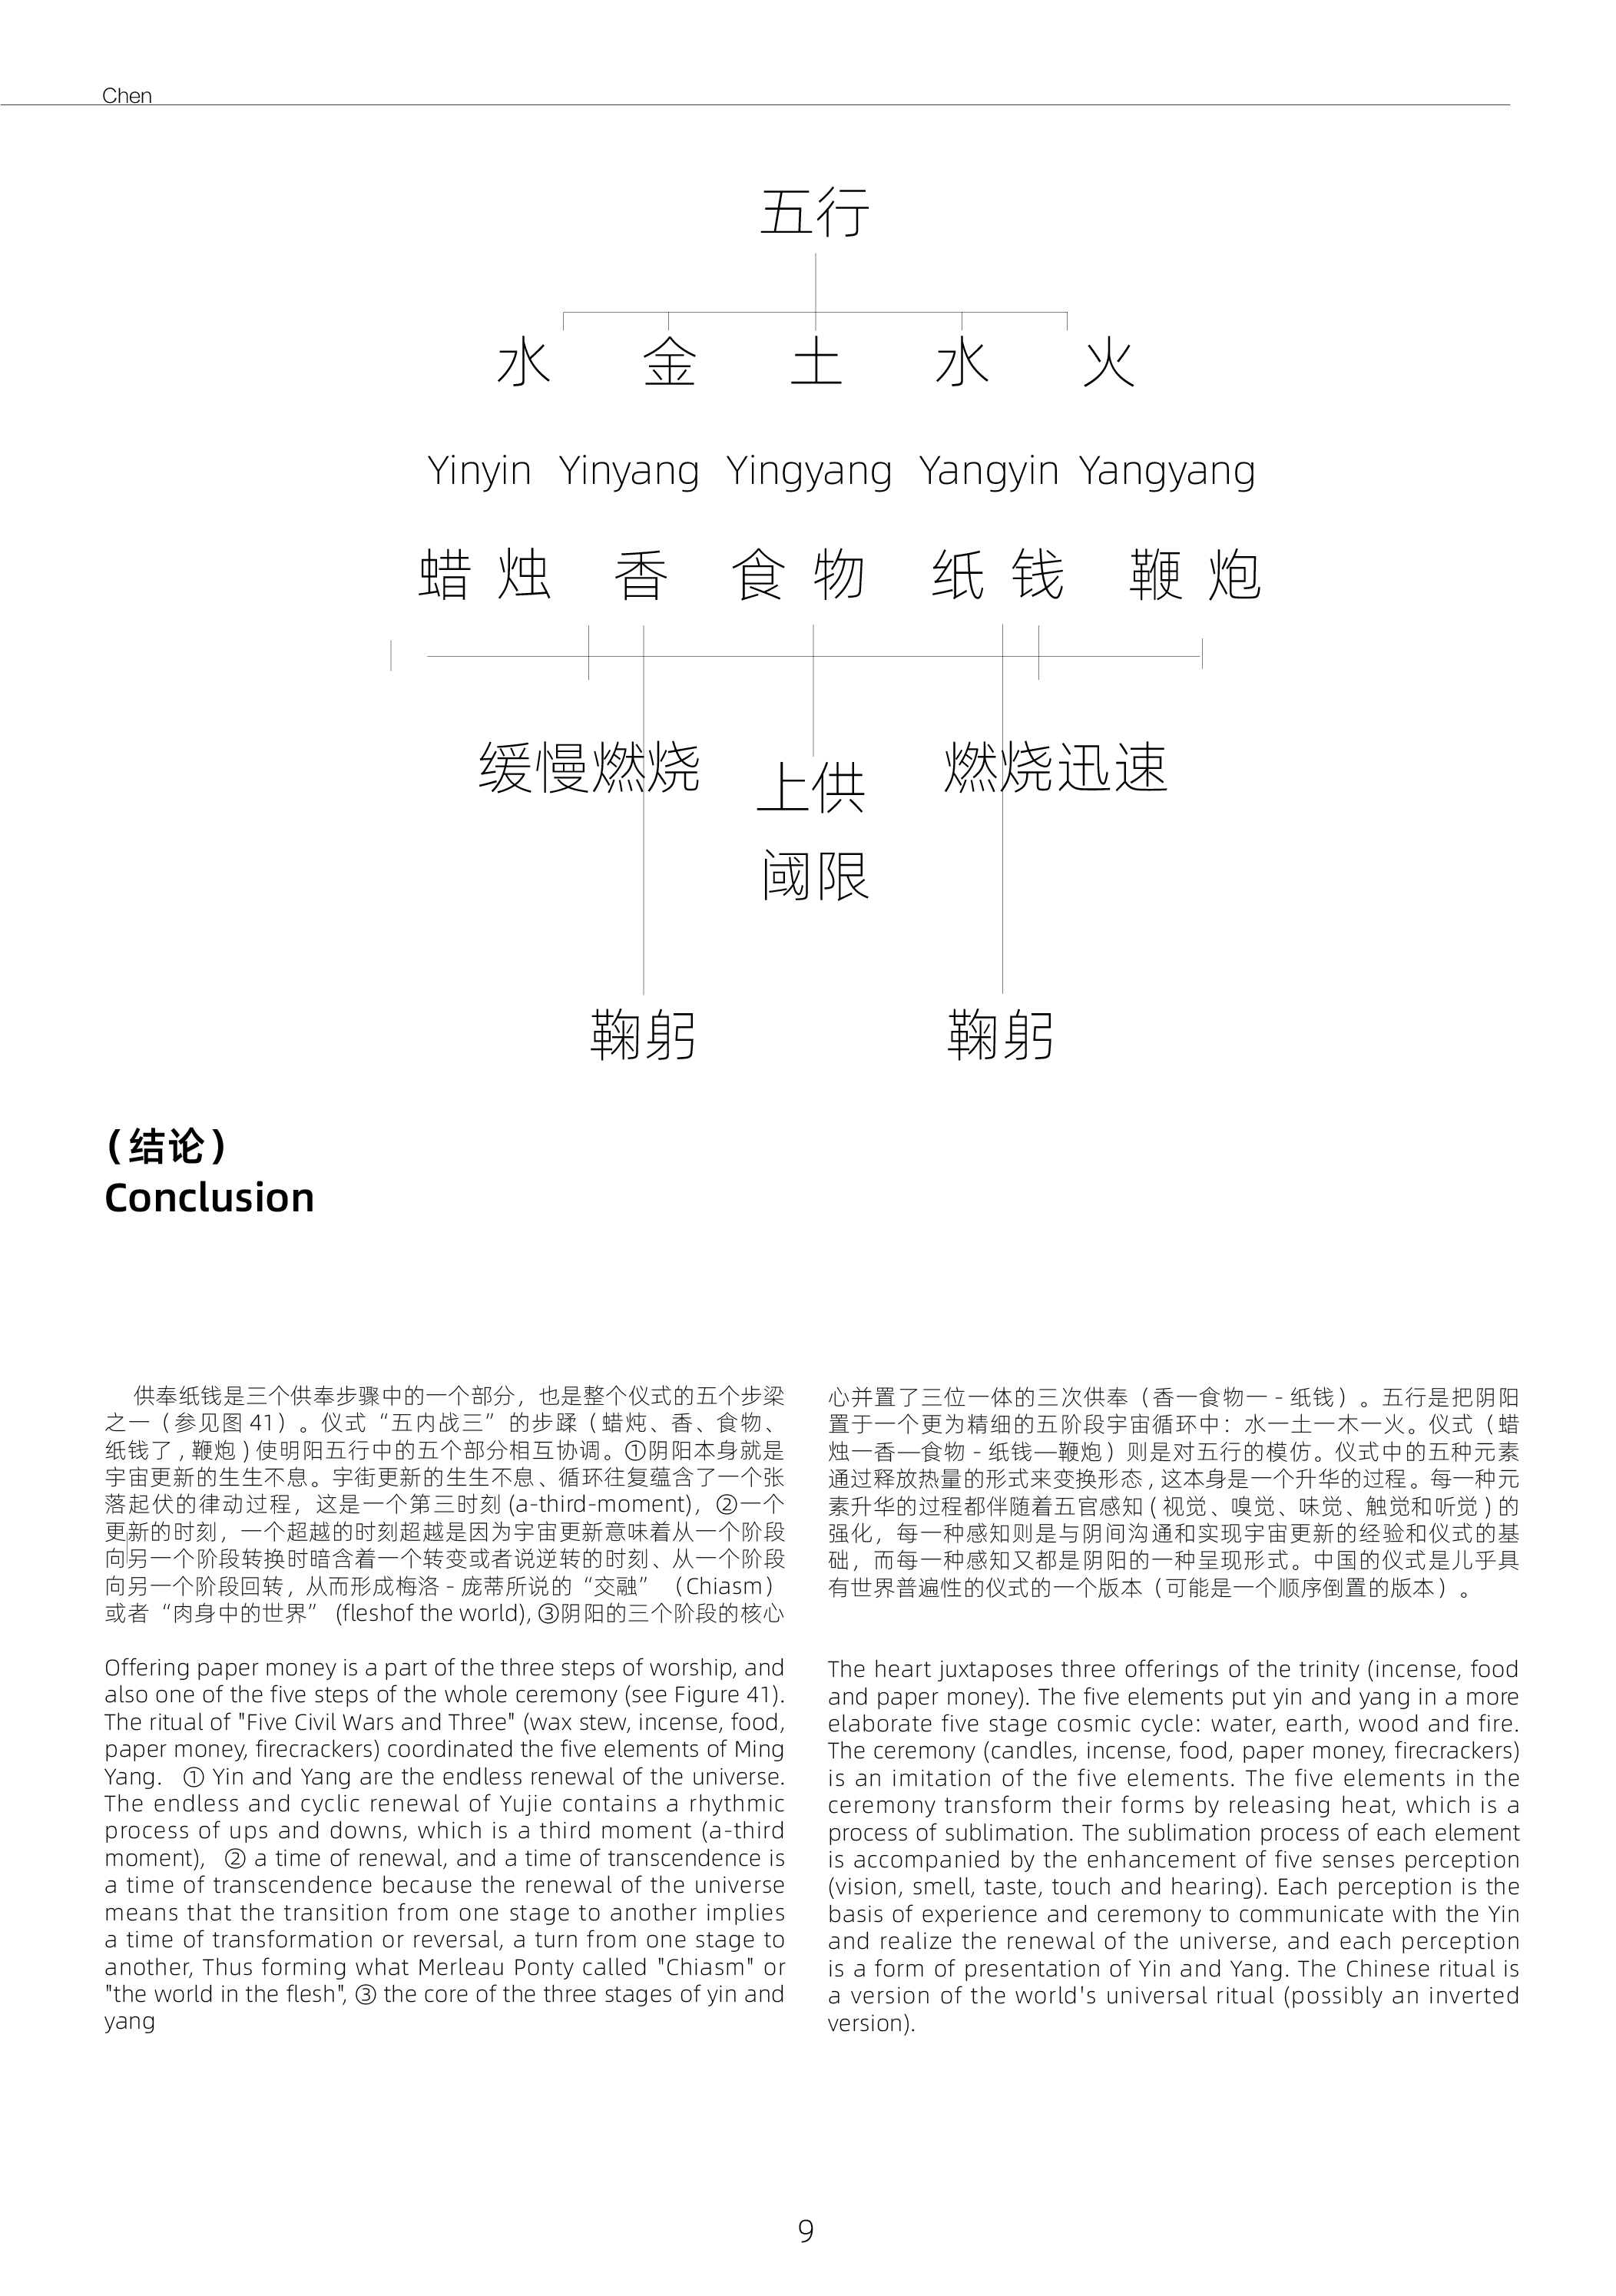 Chen
五行
水 金 土 水 火
Yinyin Yinyang Yingyang Yangyin Yangyang
蜡烛 香 食物 纸钱 鞭炮
缓慢燃烧 上供 燃烧迅速
阈限
鞠躬 鞠躬
（结论）
Conclusion
供奉纸钱是三个供奉步骤中的一个部分，也是整个仪式的五个步梁
之一（参见图 41）。仪式“五内战三”的步蹂（蜡炖、香、食物、
纸钱了 , 鞭炮 ) 使明阳五行中的五个部分相互协调。①阴阳本身就是
宇宙更新的生生不息。宇街更新的生生不息、循环往复蕴含了一个张
落起伏的律动过程，这是一个第三时刻 (a-third-moment)，②一个
更新的时刻，一个超越的时刻超越是因为宇宙更新意味着从一个阶段
向另一个阶段转换时暗含着一个转变或者说逆转的时刻、从一个阶段
向另一个阶段回转，从而形成梅洛 - 庞蒂所说的“交融”（Chiasm）
或者“肉身中的世界” (fleshof the world), ③阴阳的三个阶段的核心
心并置了三位一体的三次供奉（香一食物一 - 纸钱）。五行是把阴阳
置于一个更为精细的五阶段宇宙循环中：水一土一木一火。仪式（蜡
烛一香—食物 - 纸钱—鞭炮）则是对五行的模仿。仪式中的五种元素
通过释放热量的形式来变换形态 , 这本身是一个升华的过程。每一种元
素升华的过程都伴随着五官感知 ( 视觉、嗅觉、味觉、触觉和听觉 ) 的
强化，每一种感知则是与阴间沟通和实现宇宙更新的经验和仪式的基
础，而每一种感知又都是阴阳的一种呈现形式。中国的仪式是儿乎具
有世界普遍性的仪式的一个版本（可能是一个顺序倒置的版本）。
Offering paper money is a part of the three steps of worship, and
also one of the five steps of the whole ceremony (see Figure 41).
The ritual of "Five Civil Wars and Three" (wax stew, incense, food,
paper money, firecrackers) coordinated the five elements of Ming
Yang. ① Yin and Yang are the endless renewal of the universe.
The endless and cyclic renewal of Yujie contains a rhythmic
process of ups and downs, which is a third moment (a-third
moment), ② a time of renewal, and a time of transcendence is
a time of transcendence because the renewal of the universe
means that the transition from one stage to another implies
a time of transformation or reversal, a turn from one stage to
another, Thus forming what Merleau Ponty called "Chiasm" or
"the world in the flesh", ③ the core of the three stages of yin and
yang
The heart juxtaposes three offerings of the trinity (incense, food
and paper money). The five elements put yin and yang in a more
elaborate five stage cosmic cycle: water, earth, wood and fire.
The ceremony (candles, incense, food, paper money, firecrackers)
is an imitation of the five elements. The five elements in the
ceremony transform their forms by releasing heat, which is a
process of sublimation. The sublimation process of each element
is accompanied by the enhancement of five senses perception
(vision, smell, taste, touch and hearing). Each perception is the
basis of experience and ceremony to communicate with the Yin
and realize the renewal of the universe, and each perception
is a form of presentation of Yin and Yang. The Chinese ritual is
a version of the world's universal ritual (possibly an inverted
version).
9